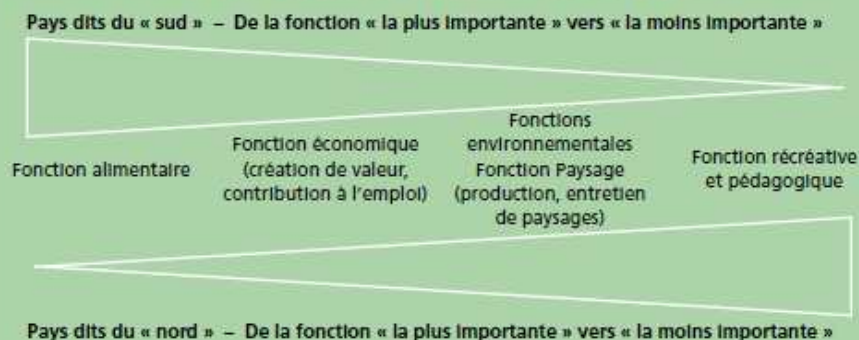 Pays dits du « sud » – De la fonction « la plus importante » vers « la moins importante »
Fonction alimentaire
Fonction économique
(création de valeur,
contribution à l'emploi)
Fonctions
environnementales
Fonction Paysage
(production, entretien
de paysages)
Fonction récréative
et pédagogique
Pays dits du « nord » – De la fonction « la plus importante » vers « la moins importante »